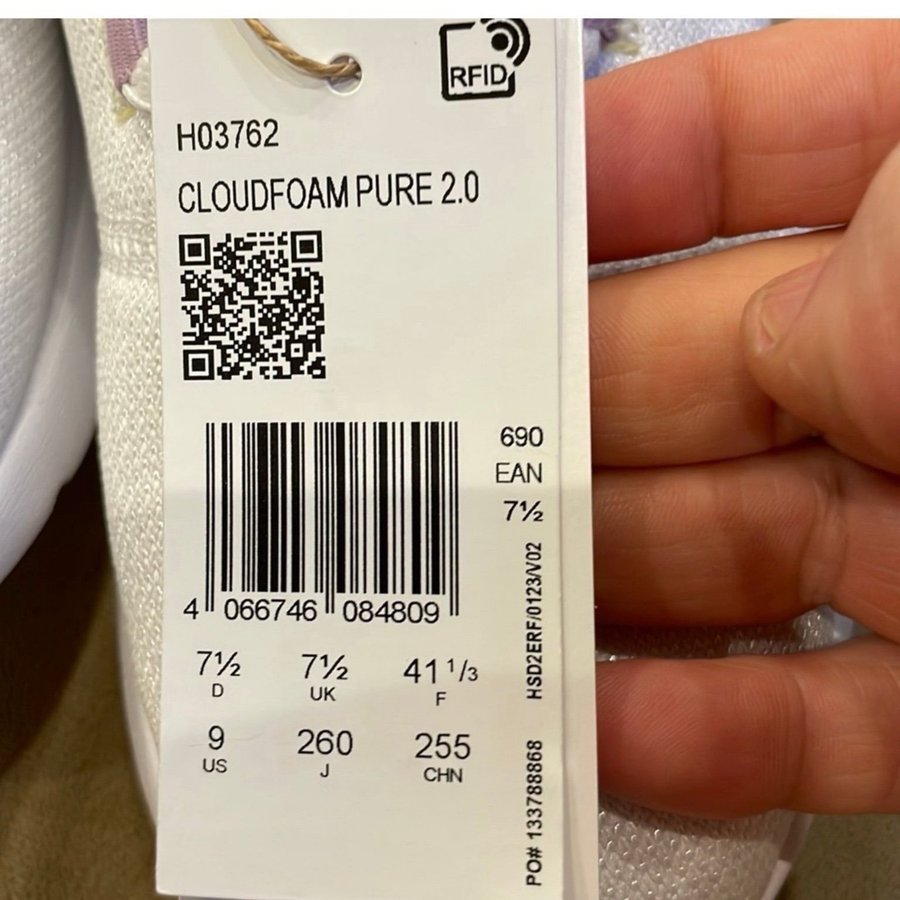 RFID
H03762
CLOUDFOAM PURE 2.0
690
EAN
7½
4 066746 084809
7½ 7½ 41 1/3
D UK F
9 260 255
US J CHN
HSD2ERF/0123/V02
PO# 133788868